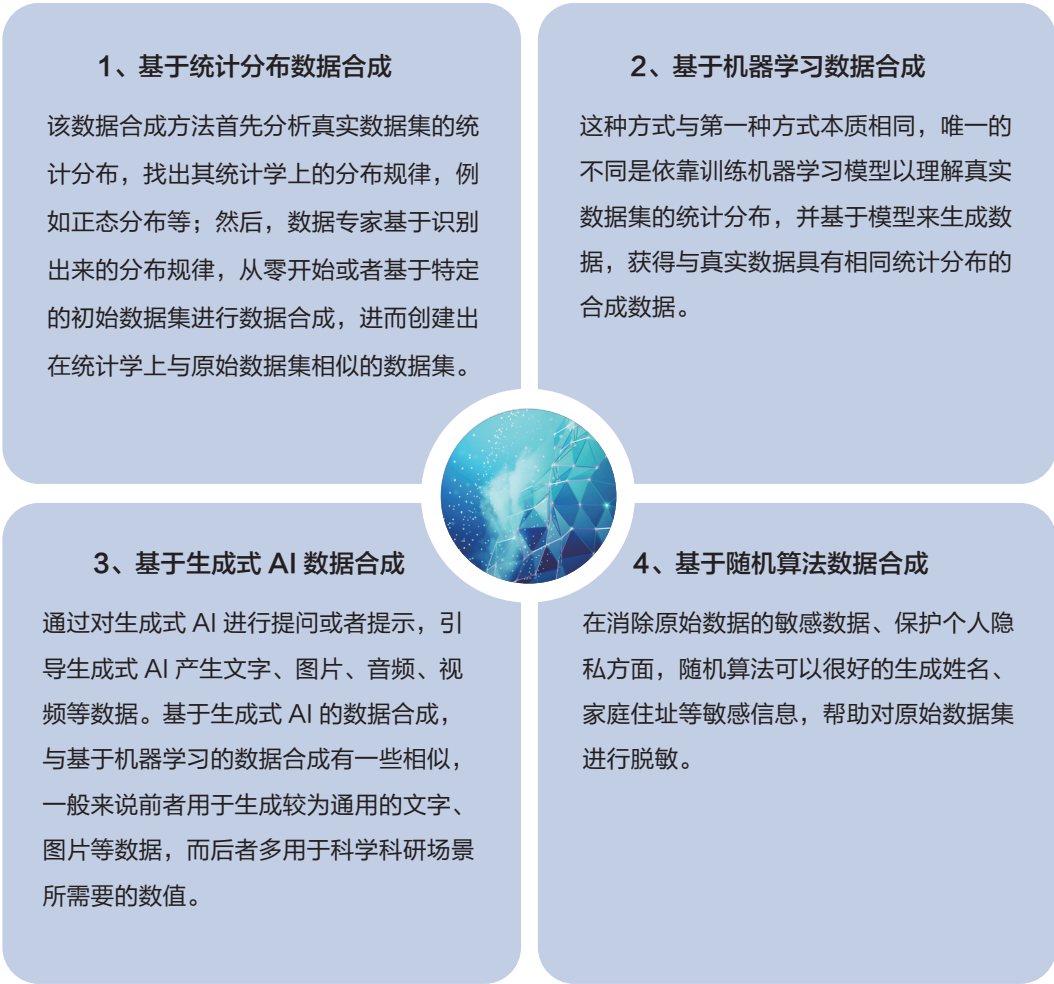 1、基于统计分布数据合成
该数据合成方法首先分析真实数据集的统
计分布，找出其统计学上的分布规律，例
如正态分布等；然后，数据专家基于识别
出来的分布规律，从零开始或者基于特定
的初始数据集进行数据合成，进而创建出
在统计学上与原始数据集相似的数据集。
2、基于机器学习数据合成
这种方式与第一种方式本质相同，唯一的
不同是依靠训练机器学习模型以理解真实
数据集的统计分布，并基于模型来生成数
据，获得与真实数据具有相同统计分布的
合成数据。
3、基于生成式 AI 数据合成
通过对生成式 AI 进行提问或者提示，引
导生成式 AI 产生文字、图片、音频、视
频等数据。基于生成式 AI 的数据合成，
与基于机器学习的数据合成有一些相似，
一般来说前者用于生成较为通用的文字、
图片等数据，而后者多用于科学科研场景
所需要的数值。
4、基于随机算法数据合成
在消除原始数据的敏感数据、保护个人隐
私方面，随机算法可以很好的生成姓名、
家庭住址等敏感信息，帮助对原始数据集
进行脱敏。